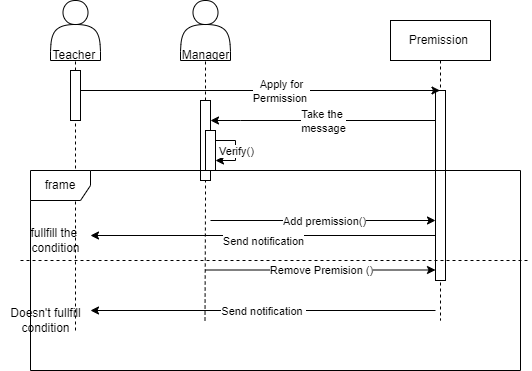 Teacher
Manager
Premission
Apply for
Permission
Take the
message
Verify()
frame
Add premission()
fullfill the
condition
Send notification
Remove Premision ()
Doesn't fullfill
condition
Send notification